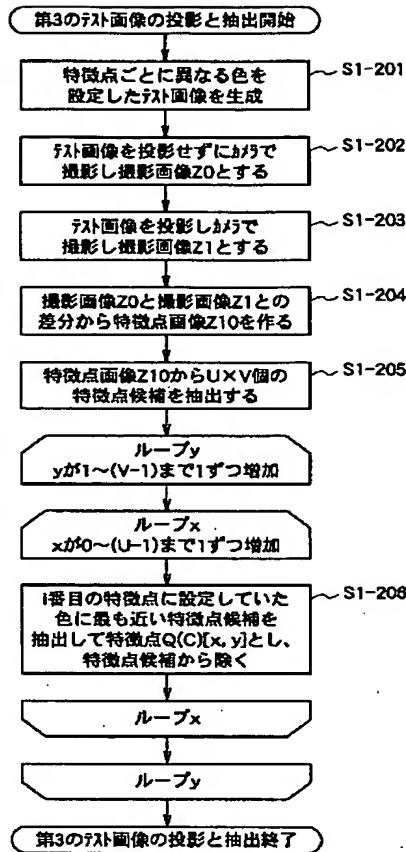 第3のテスト画像の投影と抽出開始
特徴点ごとに異なる色を
設定したテスト画像を生成
S1-201
テスト画像を投影せずにカメラで
撮影し撮影画像Z0とする
S1-202
テスト画像を投影しカメラで
撮影し撮影画像Z1とする
S1-203
撮影画像Z0と撮影画像Z1との
差分から特徴点画像Z10を作る
S1-204
特徴点画像Z10からU×V個の
特徴点候補を抽出する
S1-205
ループy
yが1~(V-1)まで1ずつ増加
ループx
xが0~(U-1)まで1ずつ増加
i番目の特徴点に設定していた
色に最も近い特徴点候補を
抽出して特徴点Q(C)[x, y]とし、
特徴点候補から除く
S1-206
ループx
ループy
第3のテスト画像の投影と抽出終了